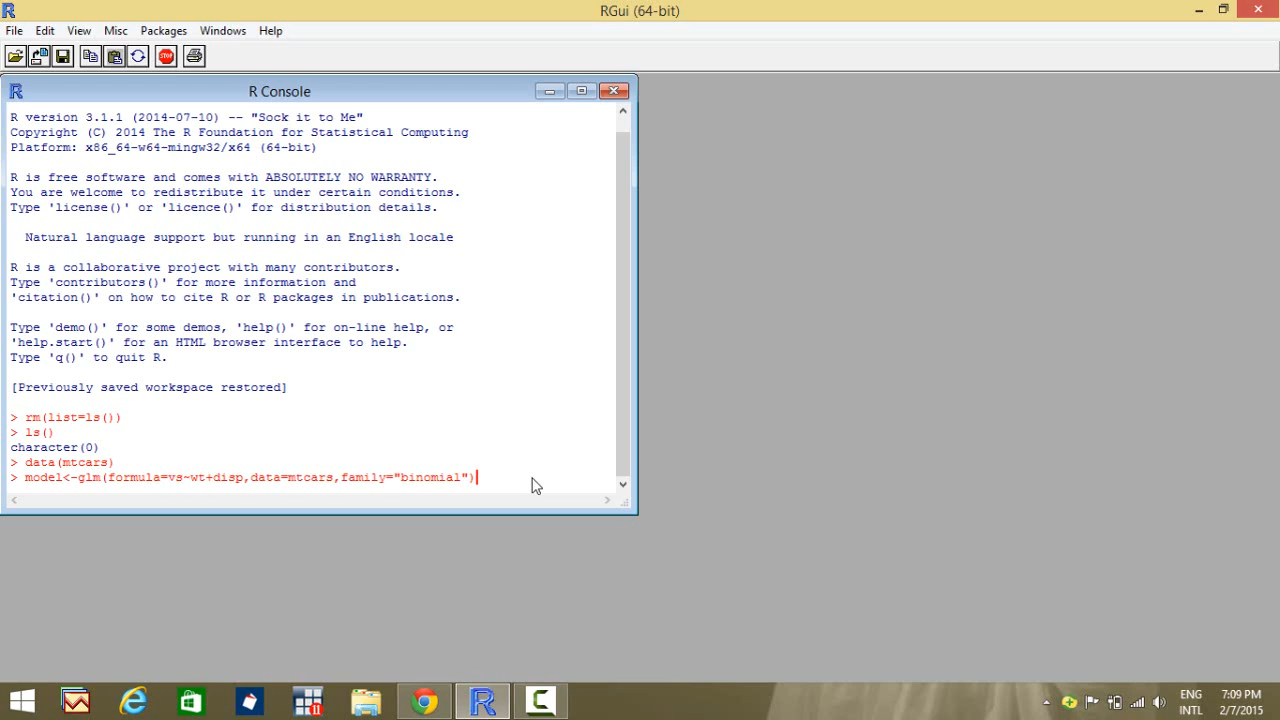 RGui (64-bit)
File Edit View Misc Packages Windows Help
STOP
R Console
R version 3.1.1 (2014-07-10) -- "Sock it to Me"
Copyright (C) 2014 The R Foundation for Statistical Computing
Platform: x86_64-w64-mingw32/x64 (64-bit)
R is free software and comes with ABSOLUTELY NO WARRANTY.
You are welcome to redistribute it under certain conditions.
Type 'license()' or 'licence()' for distribution details.
Natural language support but running in an English locale
R is a collaborative project with many contributors.
Type 'contributors()' for more information and
'citation()' on how to cite R or R packages in publications.
Type 'demo()' for some demos, 'help()' for on-line help, or
'help.start()' for an HTML browser interface to help.
Type 'q()' to quit R.
[Previously saved workspace restored]
> rm(list=ls())
> ls()
character(0)
> data(mtcars)
> model<-glm(formula=vs~wt+disp,data=mtcars,family="binomial")
11
ENG
INTL
7:09 PM
2/7/2015